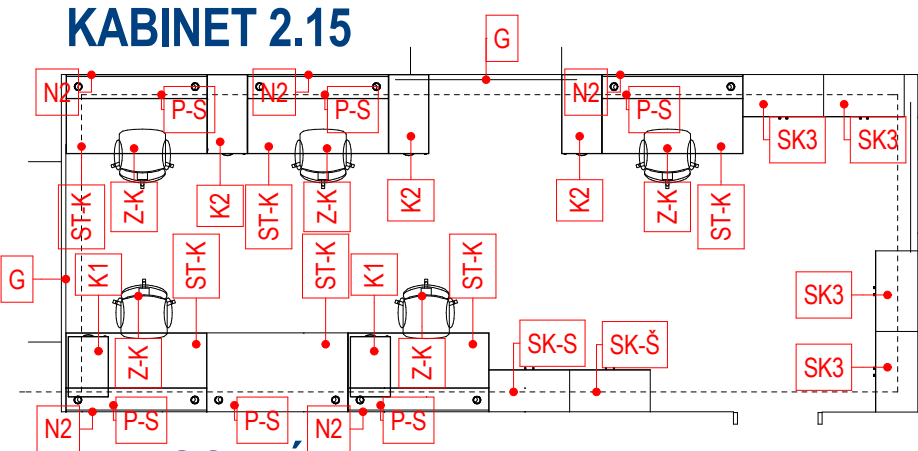 KABINET 2.15
G
N2
P-S
N2
P-S
N2
P-S
SK3
SK3
ST-K
Z-K
K2
ST-K
Z-K
K2
K2
Z-K
ST-K
G
K1
ST-K
ST-K
K1
ST-K
SK3
Z-K
Z-K
SK-S
SK-Š
SK3
N2
P-S
P-S
N2
P-S